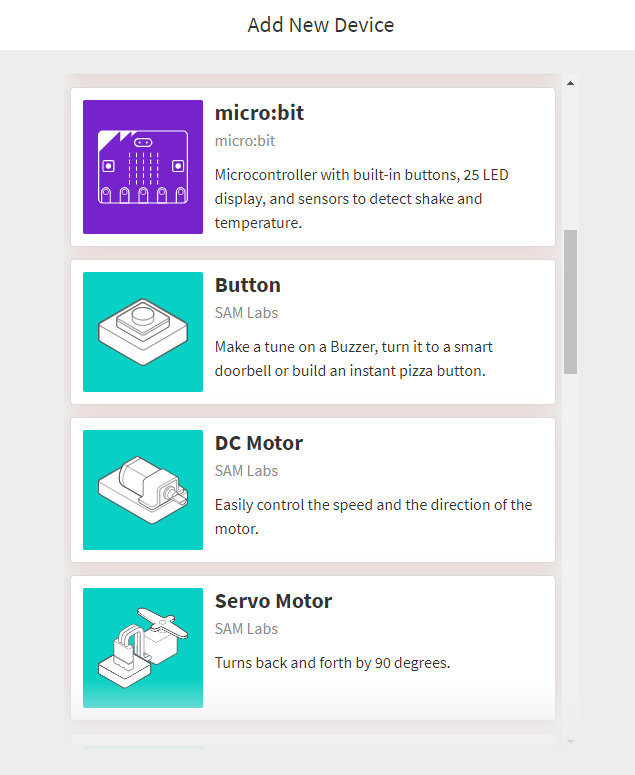 Add New Device
micro:bit
micro:bit
Microcontroller with built-in buttons, 25 LED
display, and sensors to detect shake and
temperature.
Button
SAM Labs
Make a tune on a Buzzer, turn it to a smart
doorbell or build an instant pizza button.
DC Motor
SAM Labs
Easily control the speed and the direction of the
motor.
Servo Motor
SAM Labs
Turns back and forth by 90 degrees.